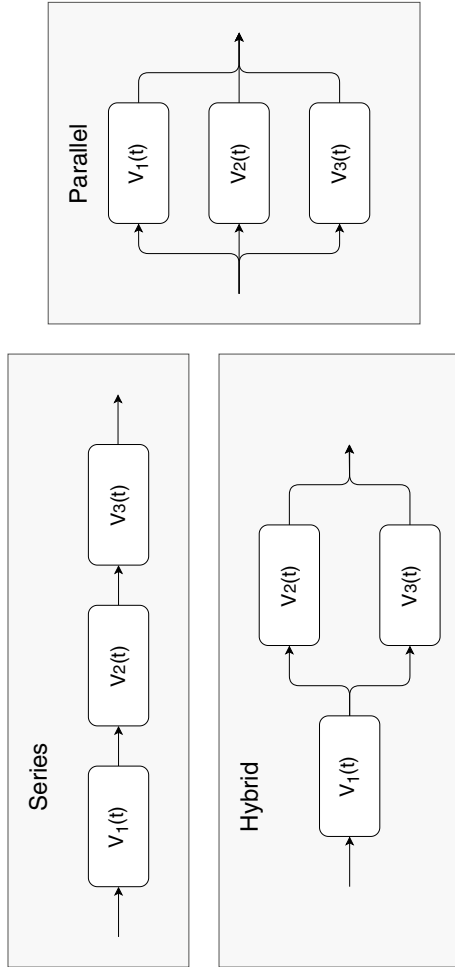 Series
V1(t)
V2(t)
V3(t)
Hybrid
V1(t)
V2(t)
V3(t)
Parallel
V1(t)
V2(t)
V3(t)